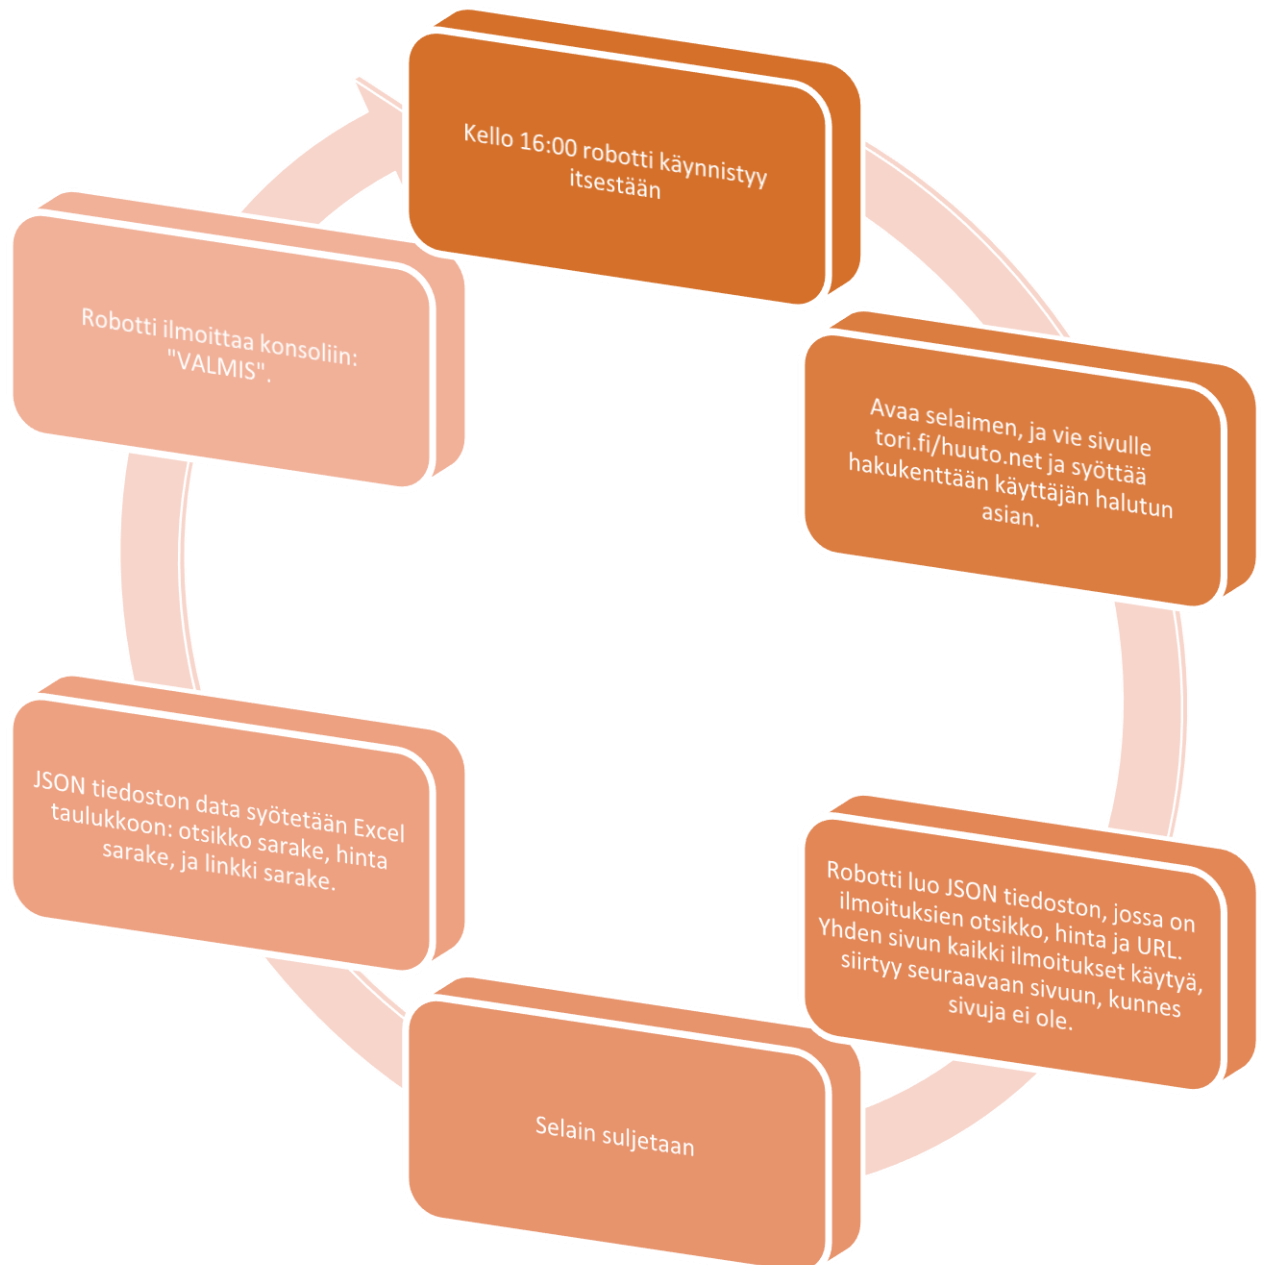 Kello 16:00 robotti käynnistyy
itsestään
Avaa selaimen, ja vie sivulle
tori.fi/huuto.net ja syöttää
hakukenttään käyttäjän halutun
asian.
Robotti luo JSON tiedoston, jossa on
ilmoituksien otsikko, hinta ja URL.
Yhden sivun kaikki ilmoitukset käytyä,
siirtyy seuraavaan sivuun, kunnes
sivuja ei ole.
Selain suljetaan
JSON tiedoston data syötetään Excel
taulukkoon: otsikko sarake, hinta
sarake, ja linkki sarake.
Robotti ilmoittaa konsoliin:
"VALMIS".